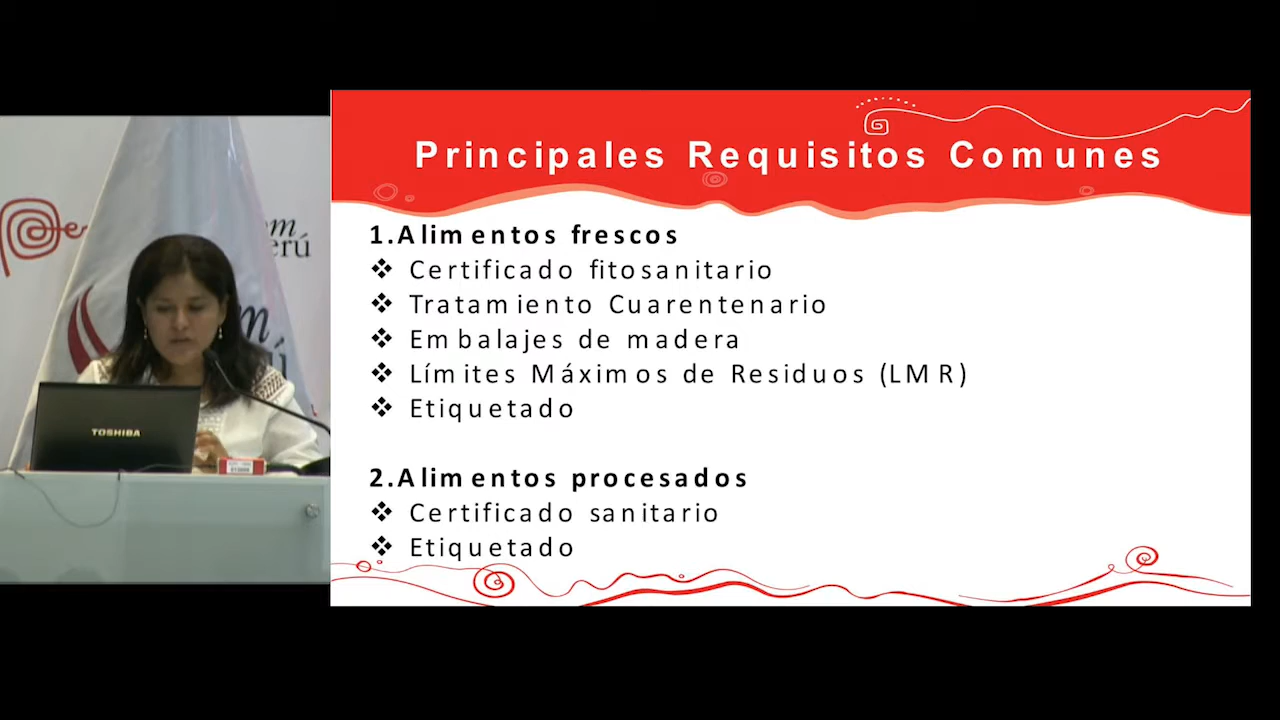 Principales Requisitos Comunes
1.Alimentos frescos
❖ Certificado fitosanitario
❖ Tratamiento Cuarentenario
❖ Embalajes de madera
❖ Límites Máximos de Residuos (LMR)
❖ Etiquetado
2.Alimentos procesados
❖ Certificado sanitario
❖ Etiquetado
TOSHIBA